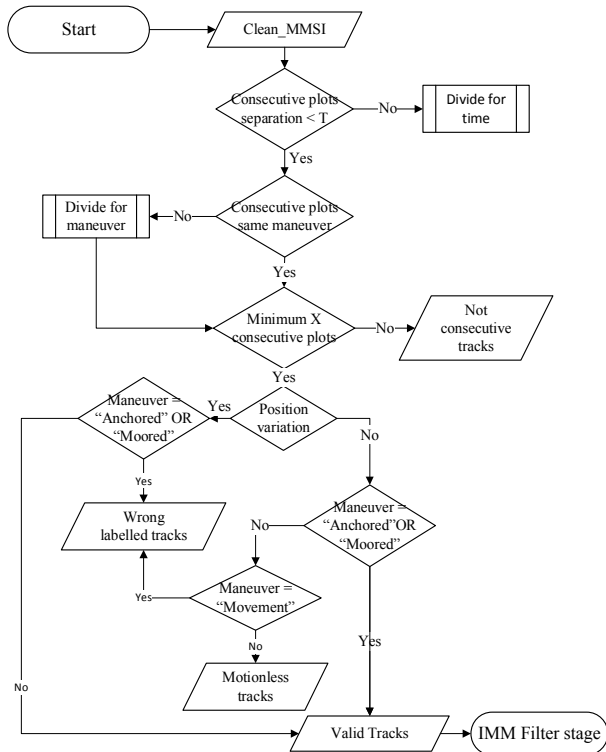 Start
Clean_MMSI
Consecutive plots
separation < T
No
Divide for
time
Yes
Divide for
maneuver
No
Consecutive plots
same maneuver
Yes
Minimum X
consecutive plots
No
Not
consecutive
tracks
Yes
Maneuver =
“Anchored” OR
“Moored”
Yes
Position
variation
No
Yes
Wrong
labelled tracks
No
Maneuver =
“Anchored”OR
“Moored”
Yes
Maneuver =
“Movement”
No
Yes
Motionless
tracks
No
Valid Tracks
IMM Filter stage